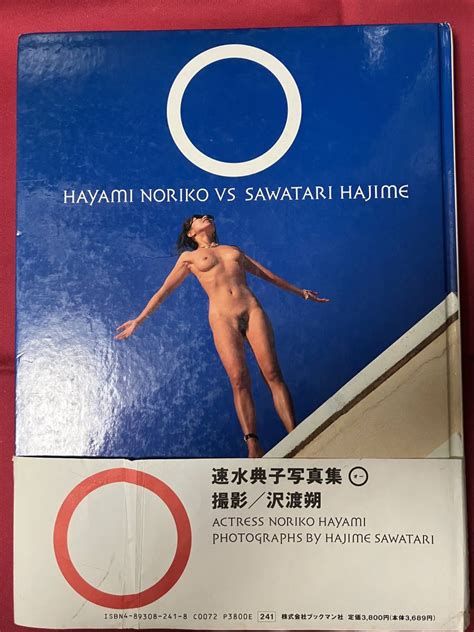 HAYAMI NORIKO VS SAWATARI HAJIME
速水典子写真集 オー
撮影／沢渡朔
ACTRESS NORIKO HAYAMI
PHOTOGRAPHS BY HAJIME SAWATARI
ISBN4-89308-241-8 C0072 P3800E 241 株式会社ブックマン社 定価3,800円(本体3,689円)